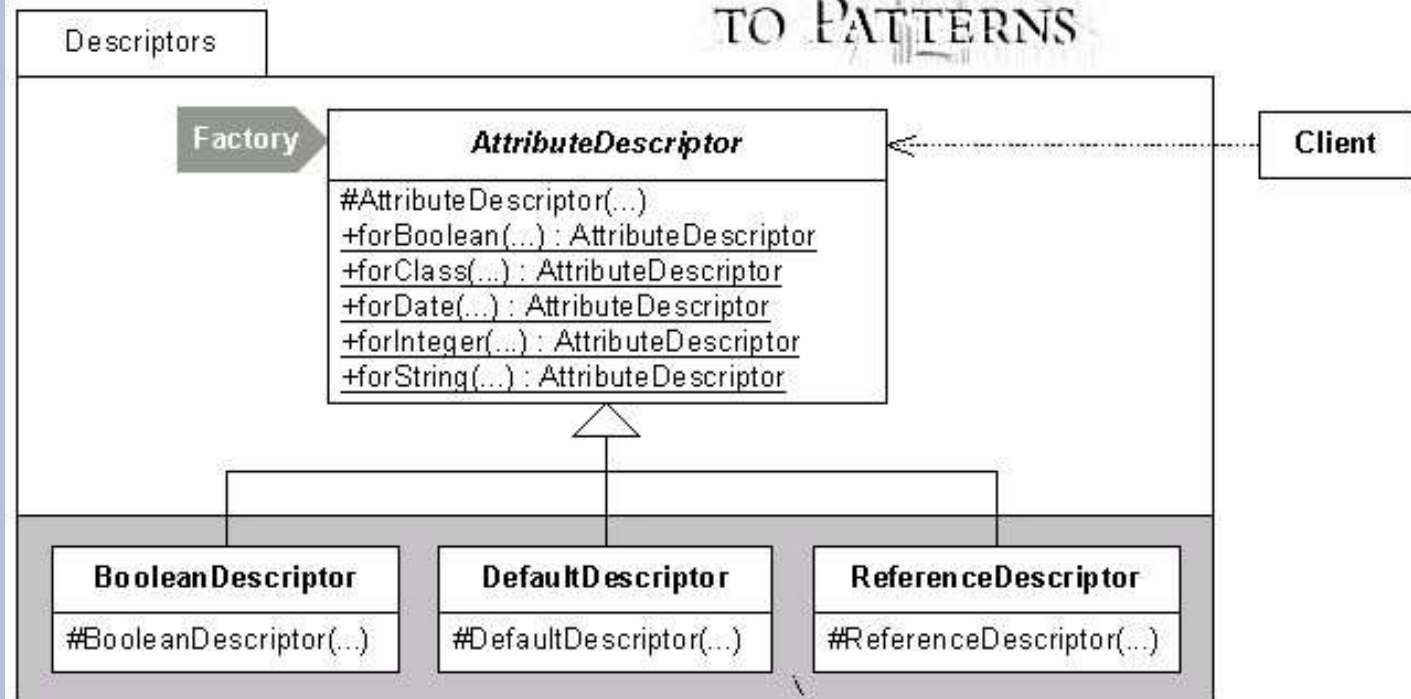 TO PATTERNS
Descriptors
Factory
AttributeDescriptor
Client
#AttributeDescriptor(...)
+forBoolean(...) : AttributeDescriptor
+forClass(...) : AttributeDescriptor
+forDate(...) : AttributeDescriptor
+forInteger(...) : AttributeDescriptor
+forString(...) : AttributeDescriptor
BooleanDescriptor
#BooleanDescriptor(...)
DefaultDescriptor
#DefaultDescriptor(...)
ReferenceDescriptor
#ReferenceDescriptor(...)